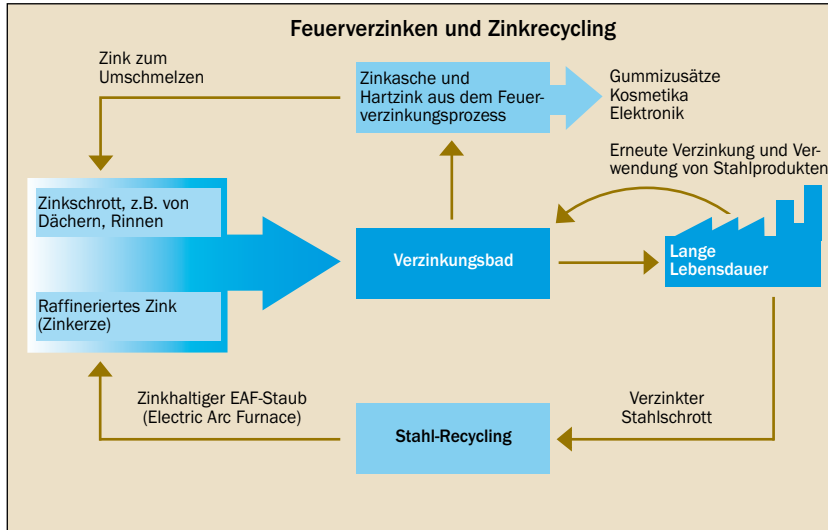 Feuerverzinken und Zinkrecycling
Zink zum
Umschmelzen
Zinkasche und
Hartzink aus dem Feuer-
verzinkungsprozess
Gummizusätze
Kosmetika
Elektronik
Erneute Verzinkung und Ver-
wendung von Stahlprodukten
Zinkschrott, z.B. von
Dächern, Rinnen
Verzinkungsbad
Lange
Lebensdauer
Raffineriertes Zink
(Zinkerze)
Zinkhaltiger EAF-Staub
(Electric Arc Furnace)
Stahl-Recycling
Verzinkter
Stahlschrott